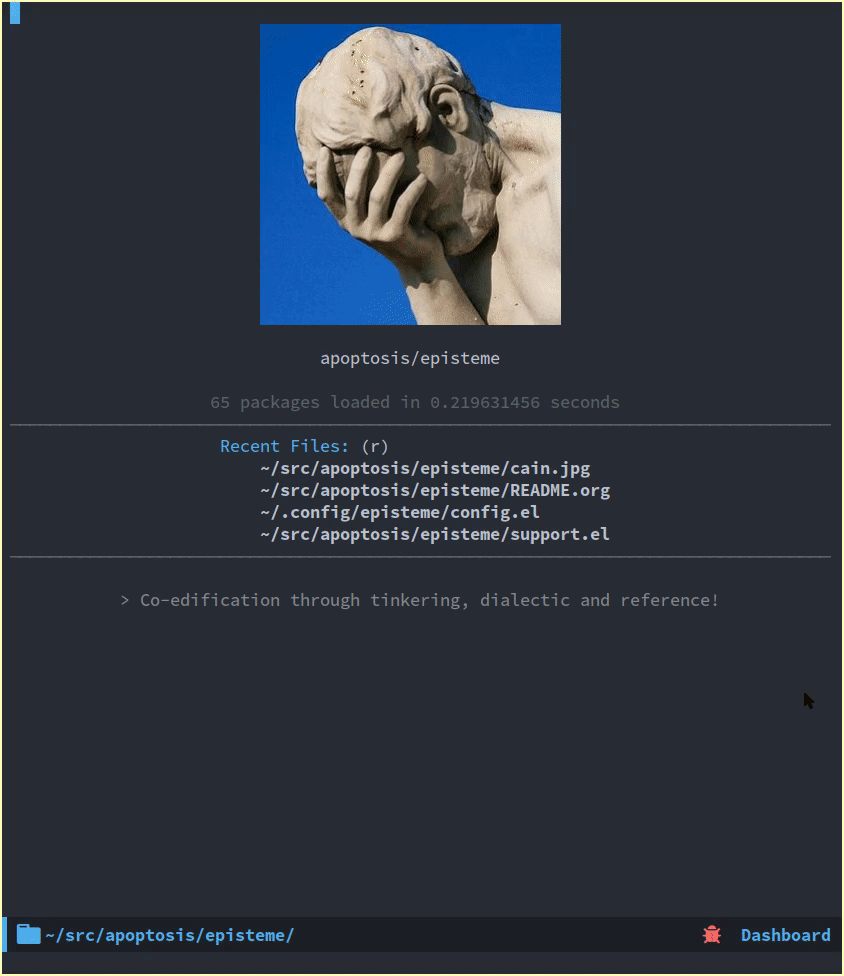 apoptosis/episteme
65 packages loaded in 0.219631456 seconds
Recent Files: (r)
~/src/apoptosis/episteme/cain.jpg
~/src/apoptosis/episteme/README.org
~/.config/episteme/config.el
~/src/apoptosis/episteme/support.el
> Co-edification through tinkering, dialectic and reference!
~/src/apoptosis/episteme/ Dashboard